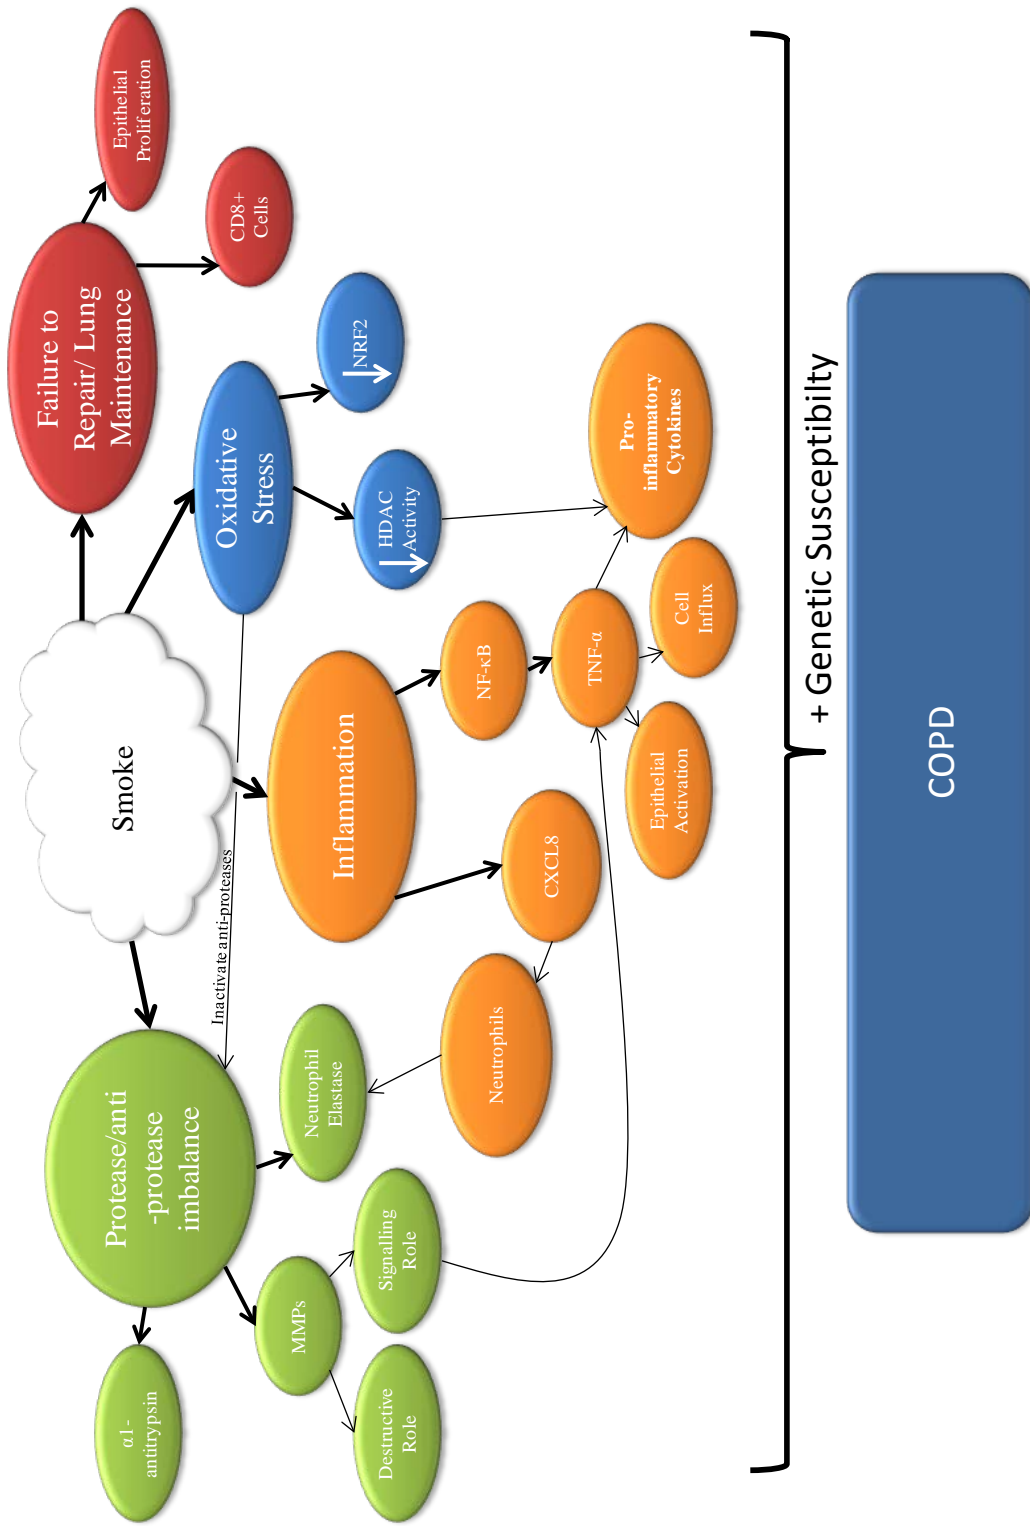 Smoke
Protease/anti
-protease
imbalance
Inflammation
Oxidative
Stress
Failure to
Repair/ Lung
Maintenance
Inactivate anti-proteases
α1-
antitrypsin
MMPs
Neutrophil
Elastase
Destructive
Role
Signalling
Role
Neutrophils
CXCL8
NF-κB
TNF-α
Epithelial
Activation
Cell
Influx
Pro-
inflammatory
Cytokines
HDAC
Activity
NRF2
CD8+
Cells
Epithelial
Proliferation
+ Genetic Susceptibilty
COPD